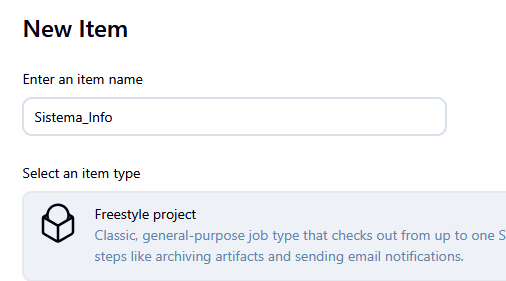 New Item
Enter an item name
Sistema_Info
Select an item type
Freestyle project
Classic, general-purpose job type that checks out from up to one S
steps like archiving artifacts and sending email notifications.